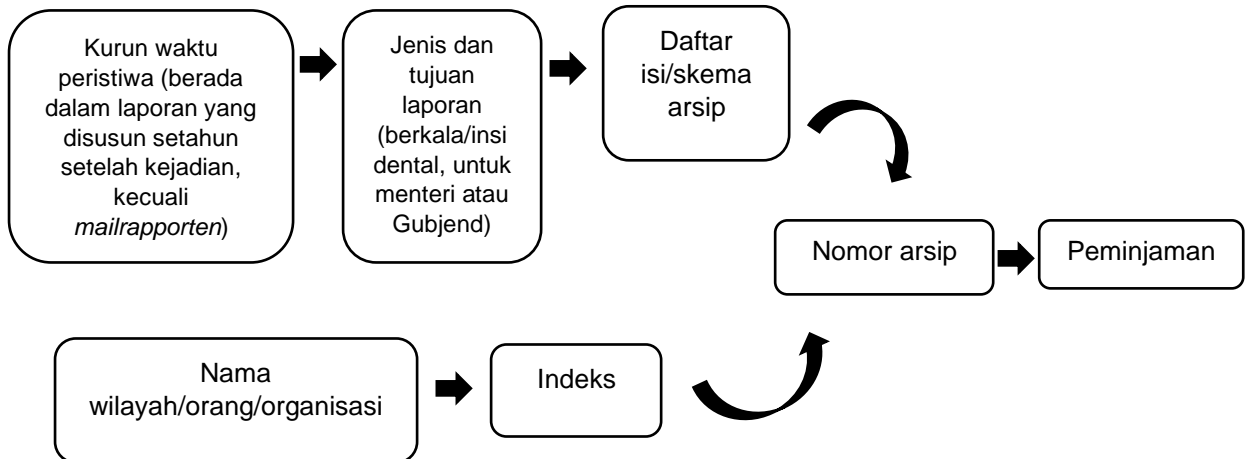 Kurun waktu
peristiwa (berada
dalam laporan yang
disusun setahun
setelah kejadian,
kecuali
mailrapporten)
Jenis dan
tujuan
laporan
(berkala/insi
dental, untuk
menteri atau
Gubjend)
Daftar
isi/skema
arsip
Nomor arsip
Peminjaman
Nama
wilayah/orang/organisasi
Indeks